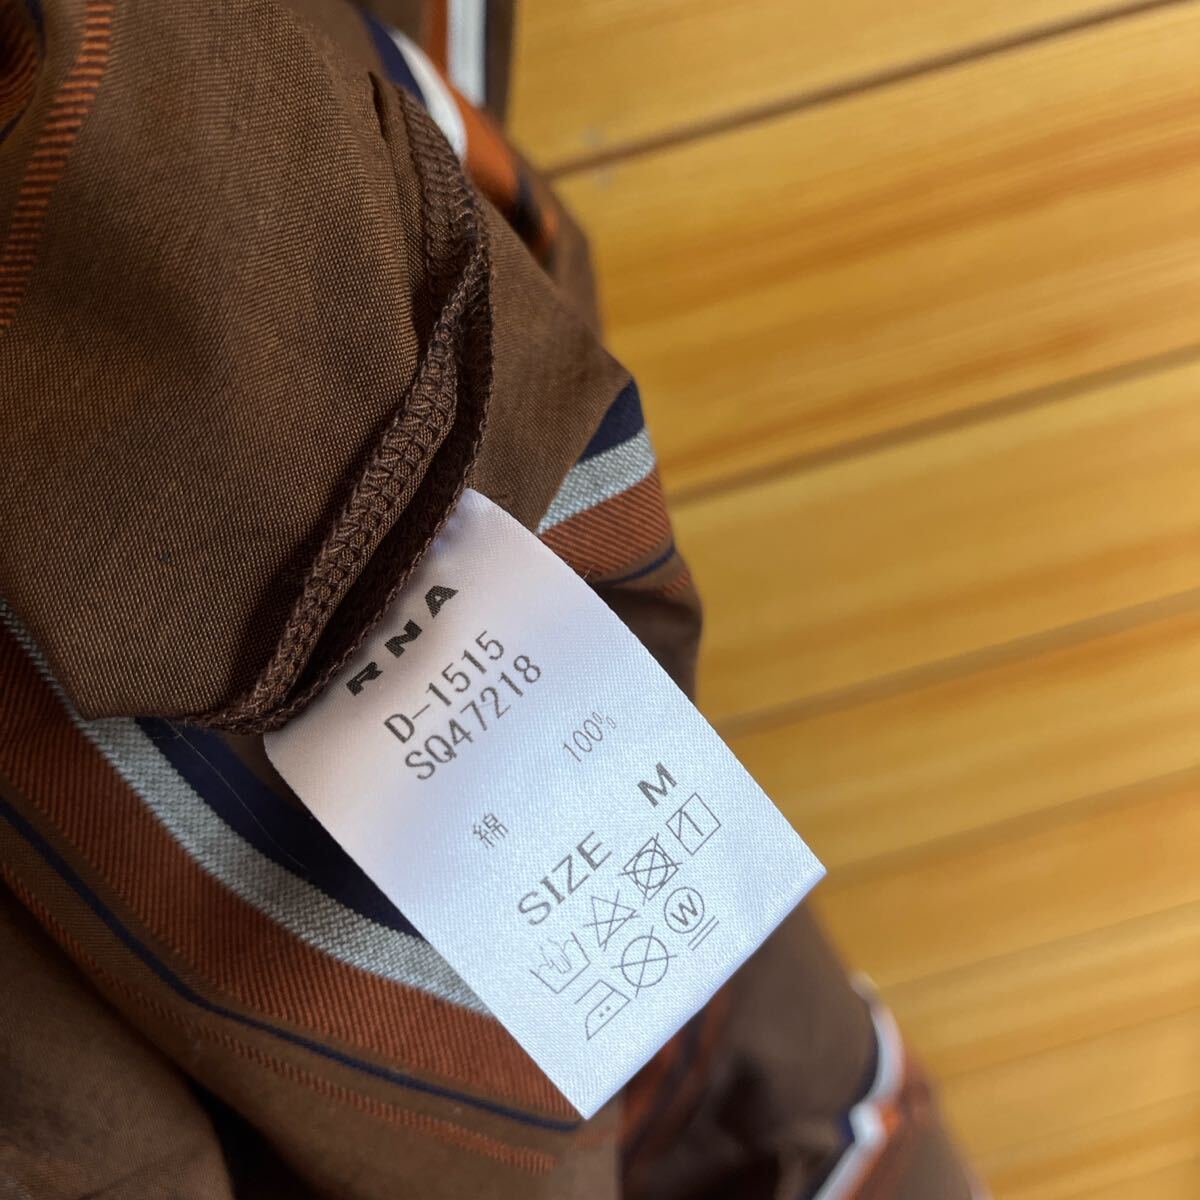 RNA
D-1515
SQ47218
綿 100%
SIZE M
W